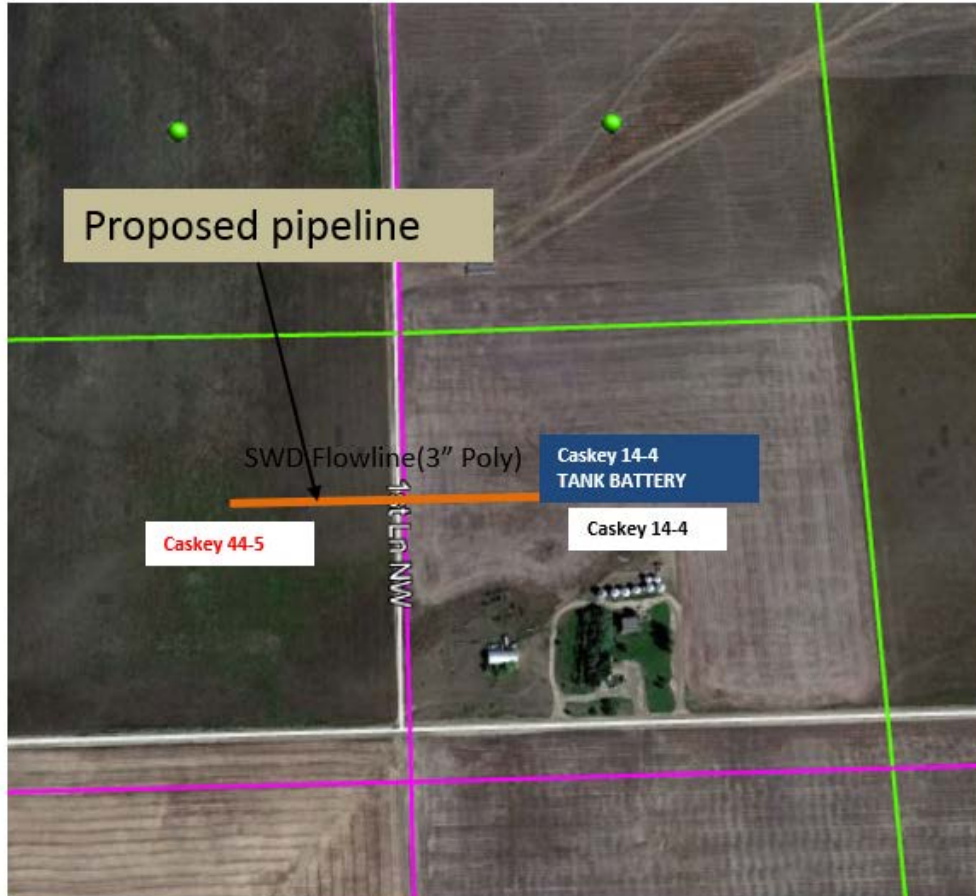 Proposed pipeline
SWD Flowline(3” Poly)
Caskey 14-4
TANK BATTERY
Caskey 44-5
Caskey 14-4
1st Ln NW